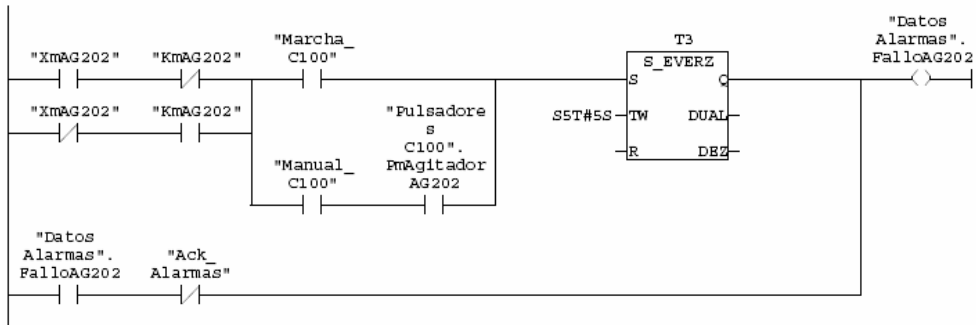 "Datos
Alarmas".
FalloAG202
"Marcha_
C100"
T3
"XmAG202"
"KmAG202"
S_EVERZ
S
Q
"XmAG202"
"KmAG202"
"Pulsadore
s
C100".
PmAgitador
AG202
S5T#5S
TW
DUAL
"Manual_
C100"
R
DEZ
"Datos
Alarmas".
FalloAG202
"Ack_
Alarmas"